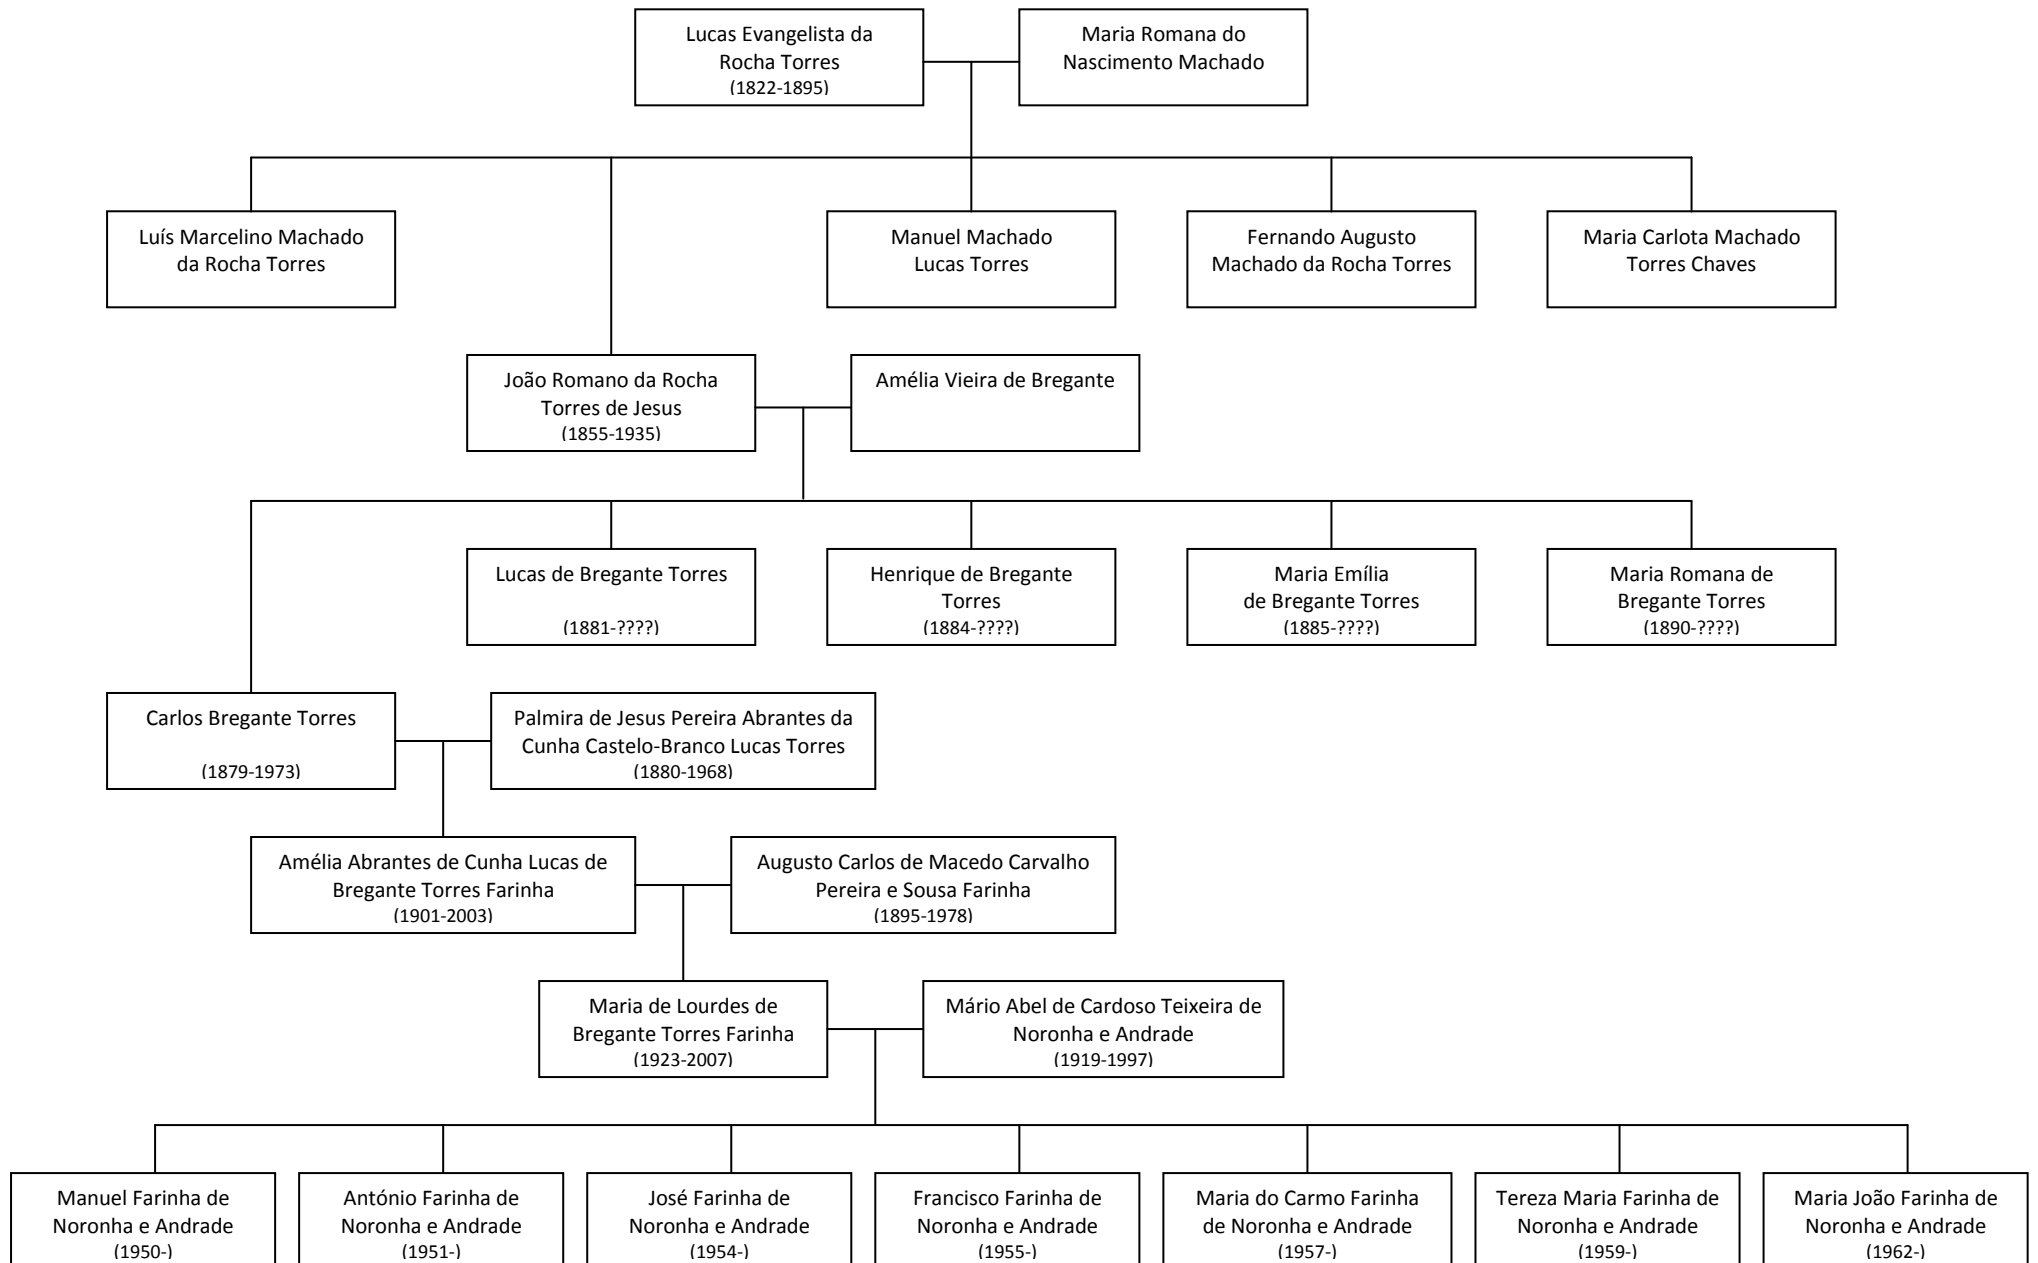 Lucas Evangelista da
Rocha Torres
(1822-1895)
Maria Romana do
Nascimento Machado
Luís Marcelino Machado
da Rocha Torres
Manuel Machado
Lucas Torres
Fernando Augusto
Machado da Rocha Torres
Maria Carlota Machado
Torres Chaves
João Romano da Rocha
Torres de Jesus
(1855-1935)
Amélia Vieira de Bregante
Lucas de Bregante Torres
(1881-????)
Henrique de Bregante
Torres
(1884-????)
Maria Emília
de Bregante Torres
(1885-????)
Maria Romana de
Bregante Torres
(1890-????)
Carlos Bregante Torres
(1879-1973)
Palmira de Jesus Pereira Abrantes da
Cunha Castelo-Branco Lucas Torres
(1880-1968)
Amélia Abrantes de Cunha Lucas de
Bregante Torres Farinha
(1901-2003)
Augusto Carlos de Macedo Carvalho
Pereira e Sousa Farinha
(1895-1978)
Maria de Lourdes de
Bregante Torres Farinha
(1923-2007)
Mário Abel de Cardoso Teixeira de
Noronha e Andrade
(1919-1997)
Manuel Farinha de
Noronha e Andrade
(1950-)
António Farinha de
Noronha e Andrade
(1951-)
José Farinha de
Noronha e Andrade
(1954-)
Francisco Farinha de
Noronha e Andrade
(1955-)
Maria do Carmo Farinha
de Noronha e Andrade
(1957-)
Tereza Maria Farinha de
Noronha e Andrade
(1959-)
Maria João Farinha de
Noronha e Andrade
(1962-)